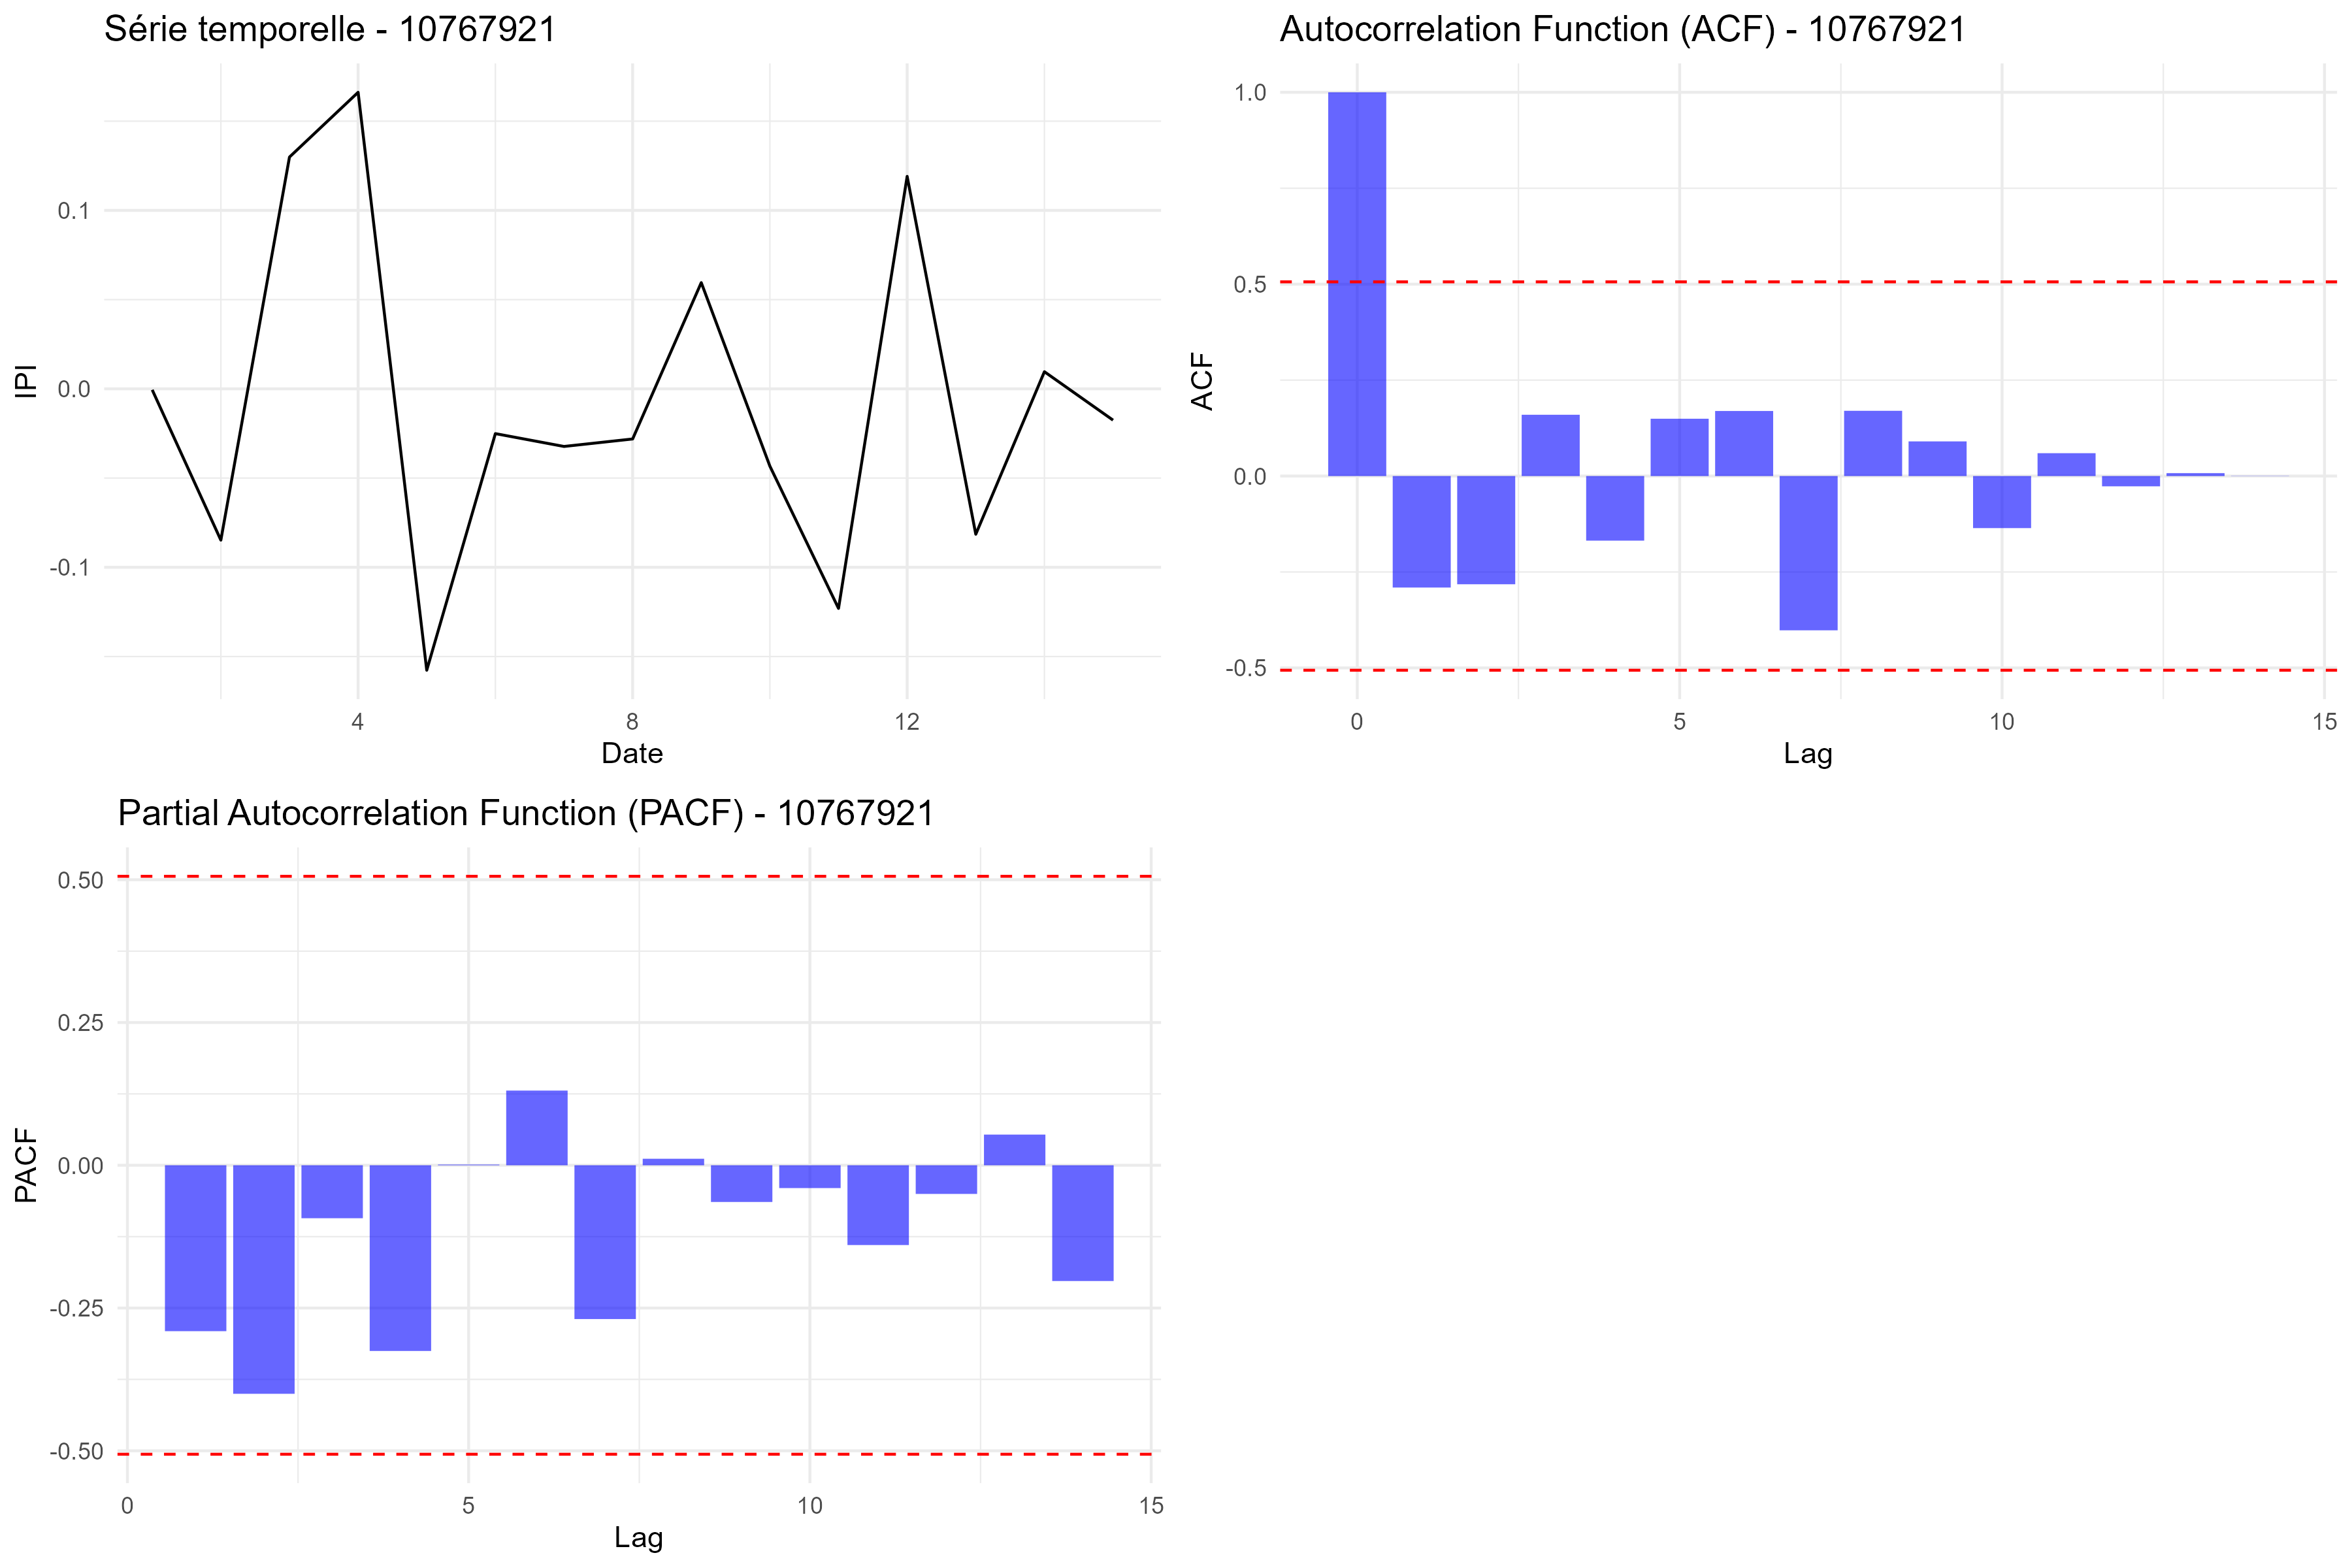 Série temporelle - 10767921
IPI
0.1
0.0
-0.1
4 8 12
Date
Autocorrelation Function (ACF) - 10767921
ACF
1.0
0.5
0.0
-0.5
0 5 10 15
Lag
Partial Autocorrelation Function (PACF) - 10767921
PACF
0.50
0.25
0.00
-0.25
-0.50
0 5 10 15
Lag